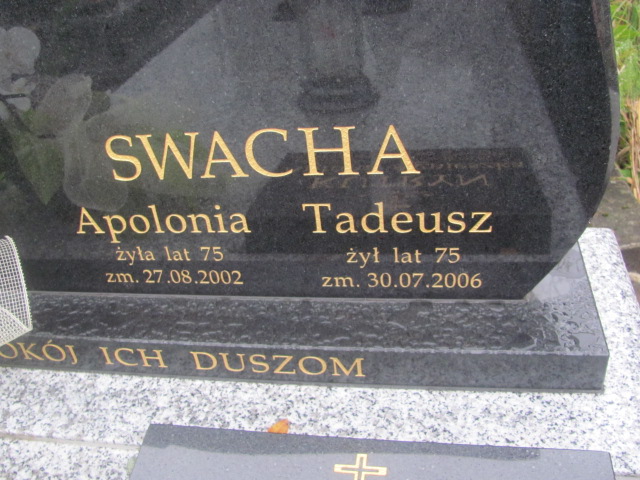 SWACHA
Apolonia Tadeusz
żyła lat 75 żył lat 75
zm. 27.08.2002 zm. 30.07.2006
OKÓJ ICH DUSZOM